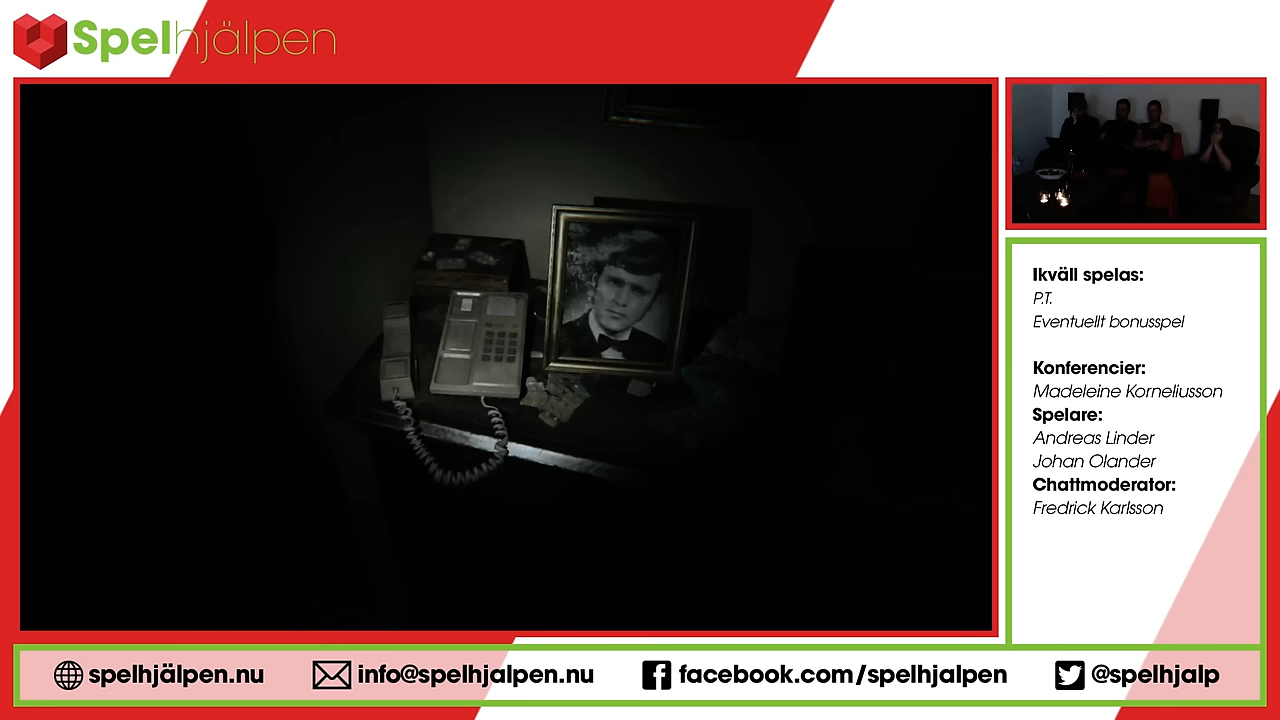 Spelhjälpen
Ikväll spelas:
P.T.
Eventuellt bonusspel
Konferencier:
Madeleine Korneliusson
Spelare:
Andreas Linder
Johan Olander
Chattmoderator:
Fredrick Karlsson
spelhjälpen.nu
info@spelhjalpen.nu
facebook.com/spelhjalpen
@spelhjalp